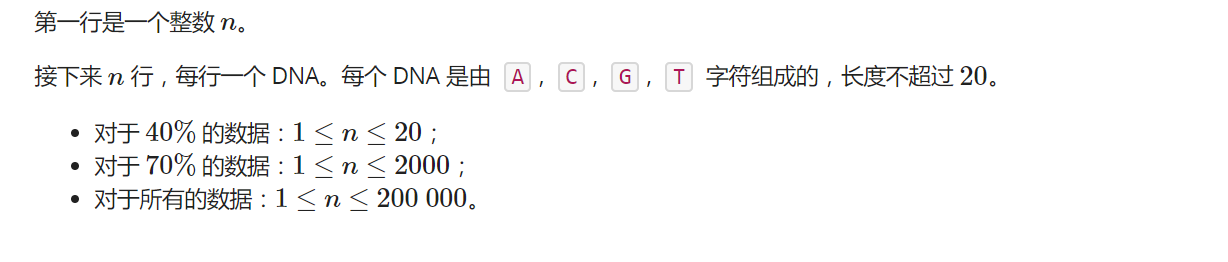 第一行是一个整数 n。
接下来 n 行，每行一个 DNA。每个 DNA 是由 A，C，G，T 字符组成的，长度不超过 20。
• 对于 40% 的数据：1 ≤ n ≤ 20；
• 对于 70% 的数据：1 ≤ n ≤ 2000；
• 对于所有的数据：1 ≤ n ≤ 200 000。